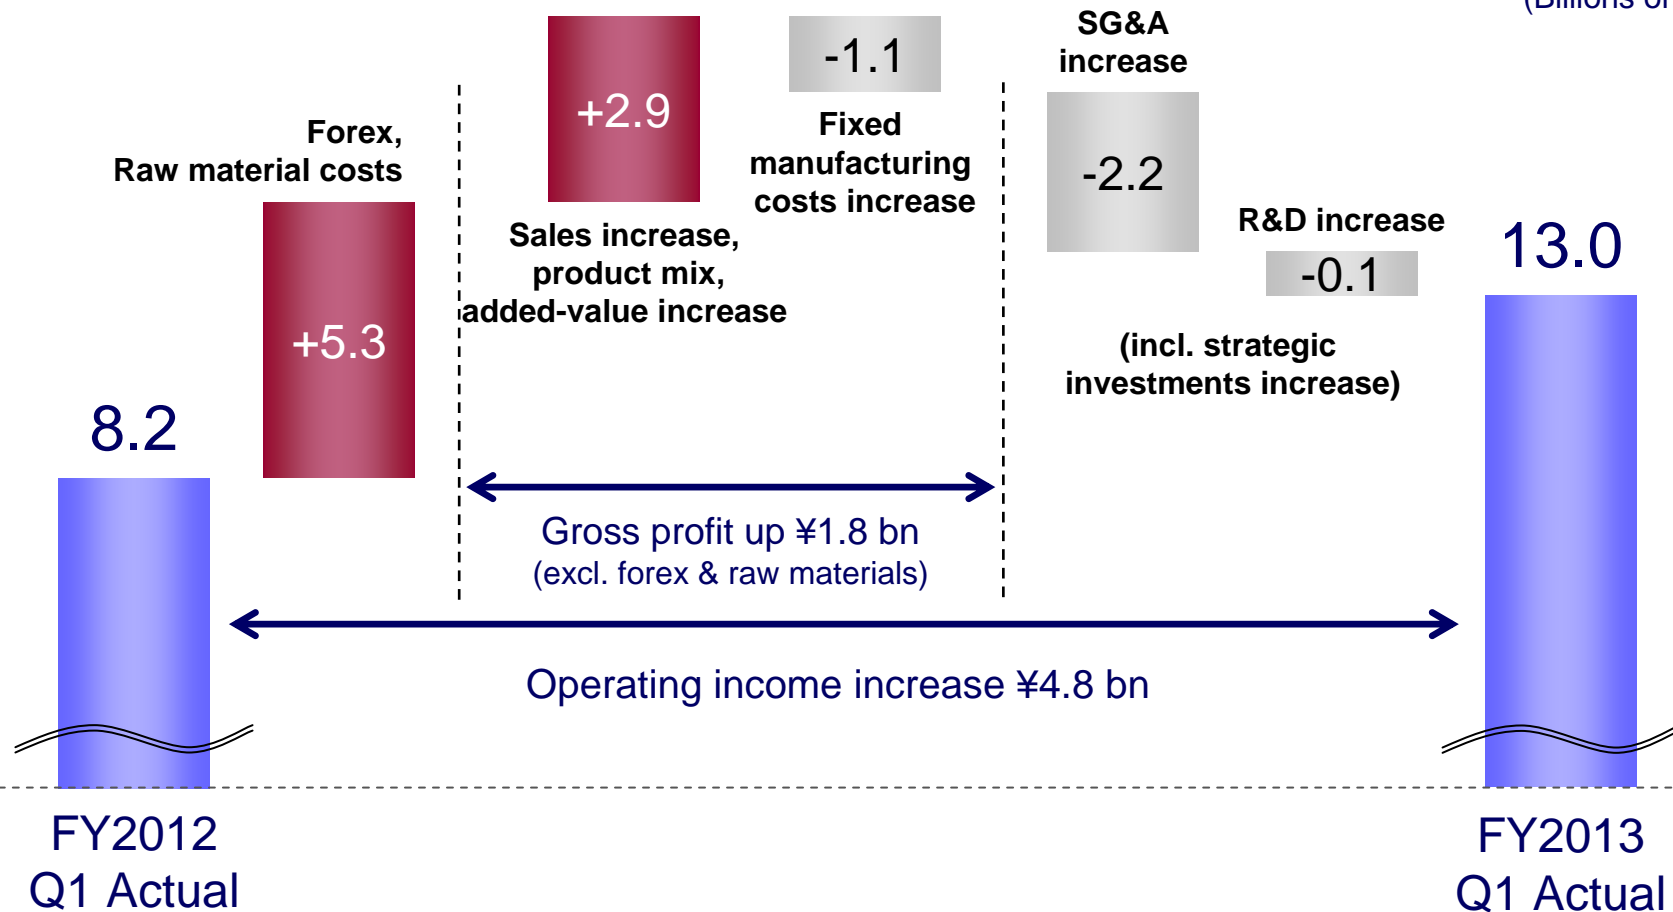 (Billions of
8.2
Forex,
Raw material costs
+5.3
+2.9
Sales increase,
product mix,
added-value increase
-1.1
Fixed
manufacturing
costs increase
SG&A
increase
-2.2
R&D increase
-0.1
(incl. strategic
investments increase)
13.0
Gross profit up ¥1.8 bn
(excl. forex & raw materials)
Operating income increase ¥4.8 bn
FY2012
Q1 Actual
FY2013
Q1 Actual